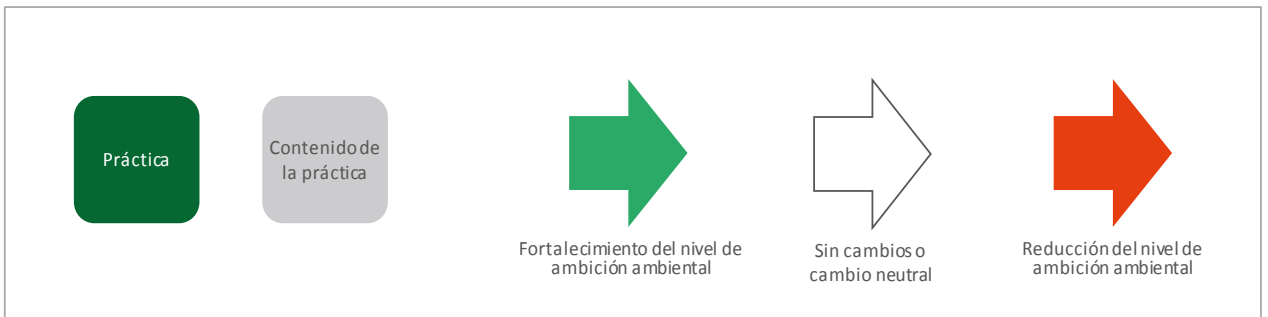 Práctica
Contenido de
la práctica
Fortalecimiento del nivel de
ambición ambiental
Sin cambios o
cambio neutral
Reducción del nivel de
ambición ambiental